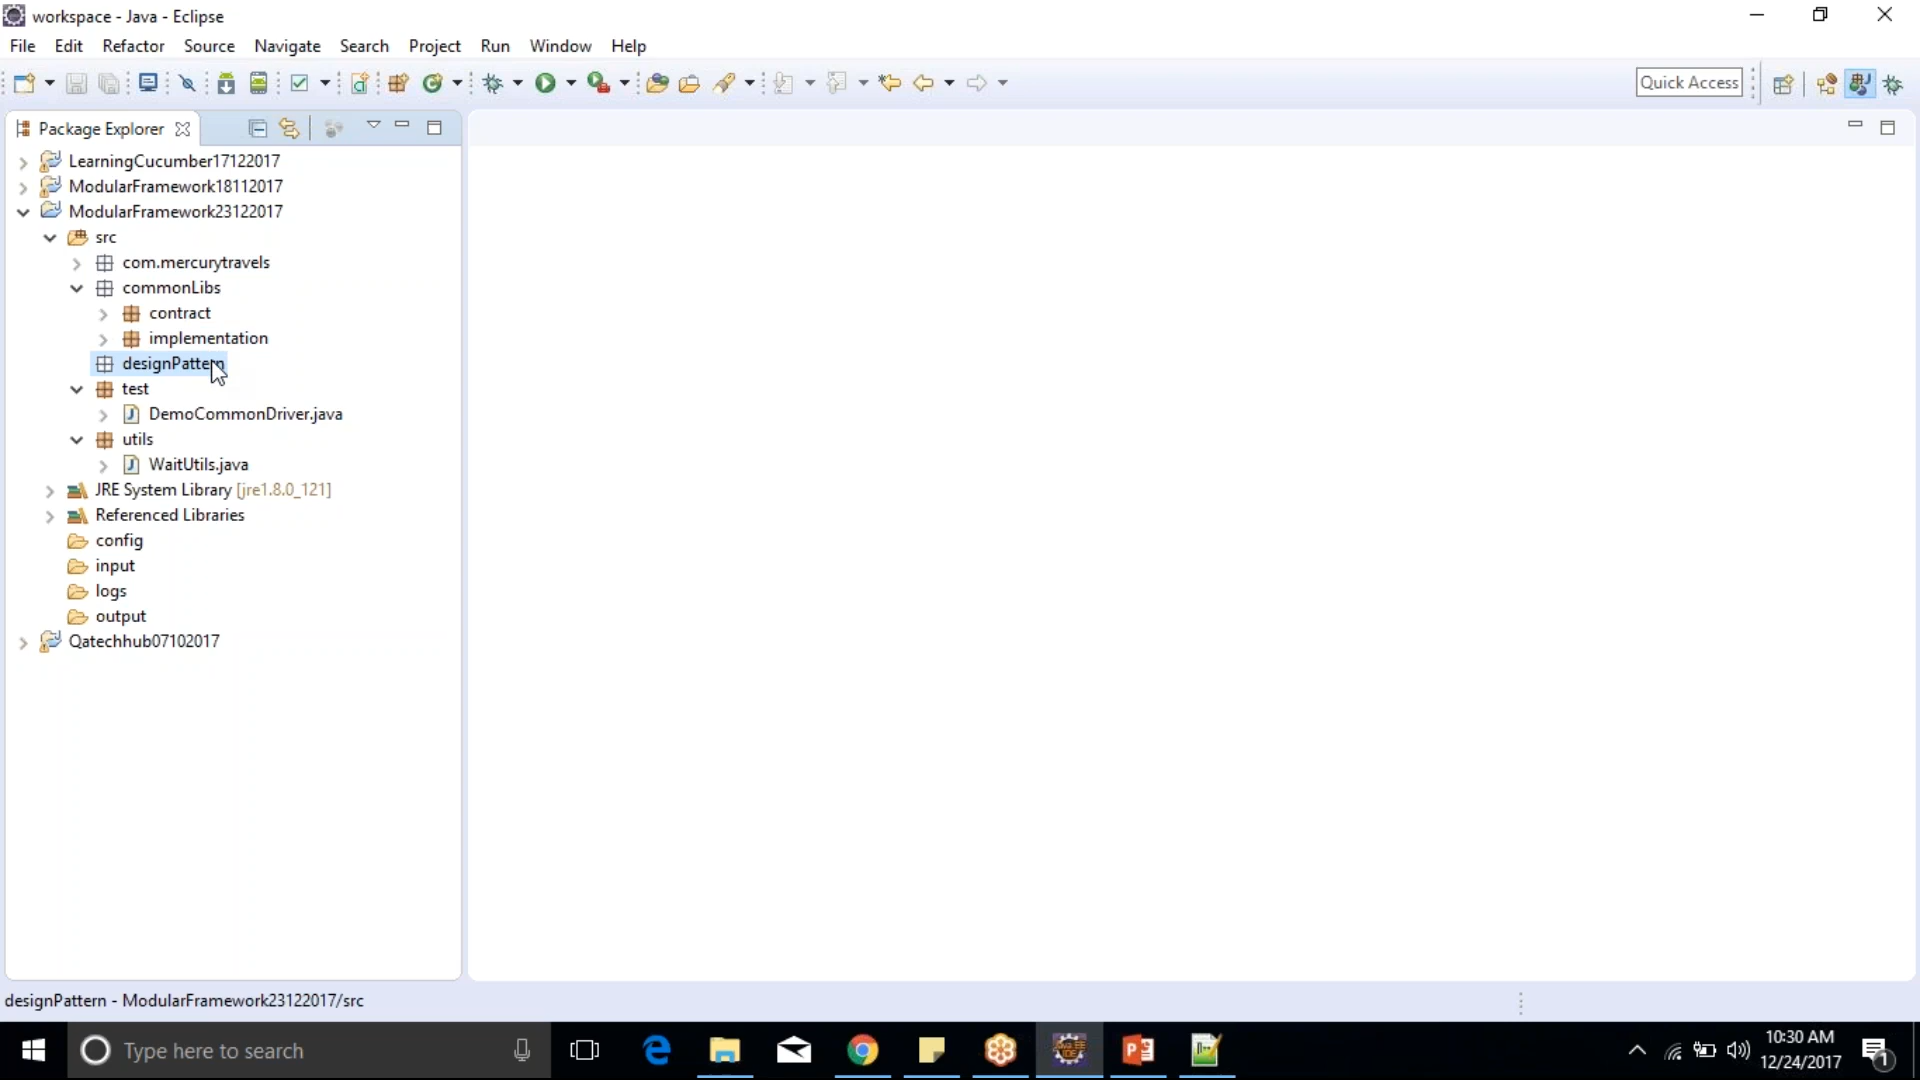 workspace - Java - Eclipse
File Edit Refactor Source Navigate Search Project Run Window Help
Quick Access
Package Explorer
LearningCucumber17122017
ModularFramework18112017
ModularFramework23122017
src
com.mercurytravels
commonLibs
contract
implementation
designPattern
test
DemoCommonDriver.java
utils
WaitUtils.java
JRE System Library [jre1.8.0_121]
Referenced Libraries
config
input
logs
output
Qatechhub07102017
designPattern - ModularFramework23122017/src
Type here to search
10:30 AM
12/24/2017
1